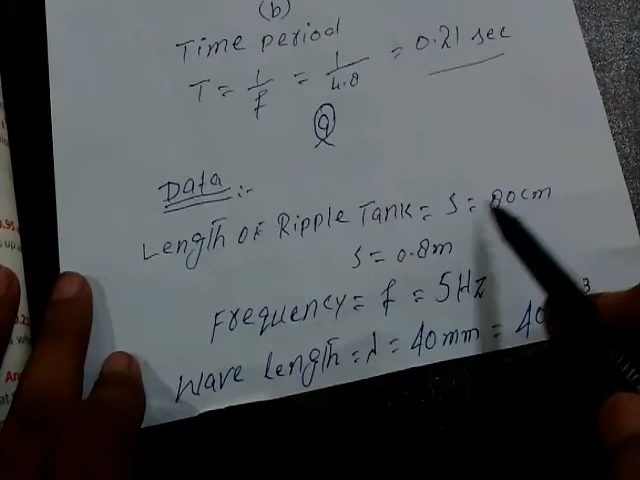 (b)
Time period
T = 1/f = 1/4.8 = 0.21 sec
9
Data :-
Length of Ripple Tank = S = 80cm
S = 0.8m
Frequency = f = 5Hz
Wave Length = λ = 40mm = 40